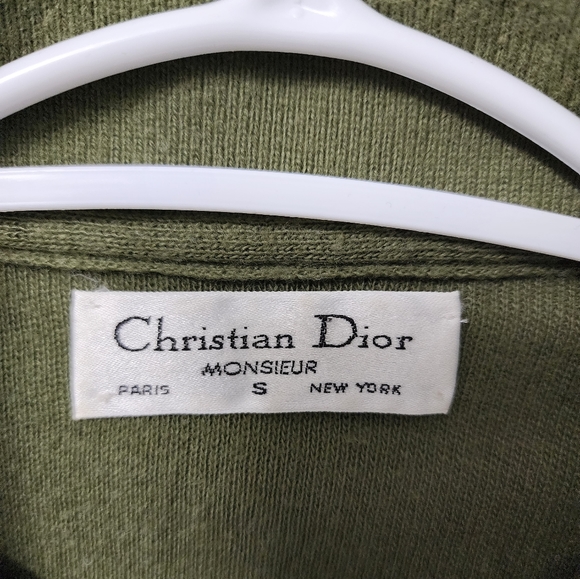 Christian Dior
MONSIEUR
PARIS S NEW YORK